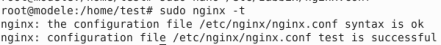 root@modele:/home/test# sudo nginx -t
nginx: the configuration file /etc/nginx/nginx.conf syntax is ok
nginx: configuration file /etc/nginx/nginx.conf test is successful